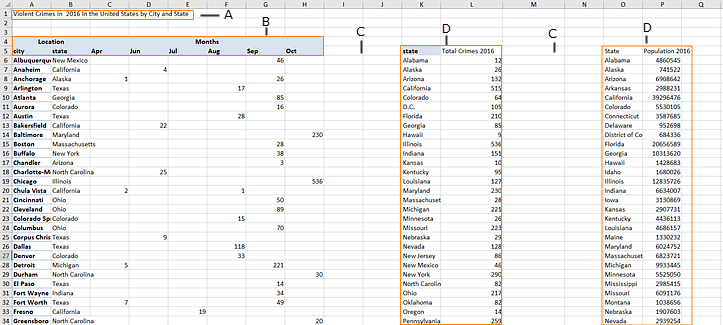 A B C D E F G H I J K L M N O P Q
1 Violent Crimes in 2016 In the United States by City and State A
2 B
3 C D C D
4 Location Months
5 city state Apr Jun Jul Aug Sep Oct state Total Crimes 2016 State Population 2016
6 Albuquerqu New Mexico 46 Alabama 12 Alabama 4860545
7 Anaheim California 4 Alaska 26 Alaska 741522
8 Anchorage Alaska 1 26 Arizona 132 Arizona 6908642
9 Arlington Texas 17 California 515 Arkansas 2988231
10 Atlanta Georgia 85 Colorado 64 California 39296476
11 Aurora Colorado 16 D.C. 105 Colorado 5530105
12 Austin Texas 28 Florida 210 Connecticut 3587685
13 Bakersfield California 22 Georgia 85 Delaware 952698
14 Baltimore Maryland 230 Hawaii 9 District of Co 684336
15 Boston Massachusetts 28 Illinois 536 Florida 20656589
16 Buffalo New York 38 Indiana 151 Georgia 10313620
17 Chandler Arizona 3 Kansas 10 Hawaii 1428683
18 Charlotte-M North Carolina 25 Kentucky 95 Idaho 1680026
19 Chicago Illinois 536 Louisiana 127 Illinois 12835726
20 Chula Vista California 2 1 Maryland 230 Indiana 6634007
21 Cincinnati Ohio 50 Massachuset 28 Iowa 3130869
22 Cleveland Ohio 89 Michigan 221 Kansas 2907731
23 Colorado Sp Colorado 15 Minnesota 26 Kentucky 4436113
24 Columbus Ohio 70 Missouri 223 Louisiana 4686157
25 Corpus Chris Texas 9 Nebraska 29 Maine 1330232
26 Dallas Texas 118 Nevada 128 Maryland 6024752
27 Denver Colorado 33 New Jersey 86 Massachuset 6823721
28 Detroit Michigan 5 221 New Mexico 46 Michigan 9933445
29 Durham North Carolina 30 New York 290 Minnesota 5525050
30 El Paso Texas 14 North Carolin 82 Mississippi 2985415
31 Fort Wayne Indiana 34 Ohio 217 Missouri 6091176
32 Fort Worth Texas 7 49 Oklahoma 82 Montana 1038656
33 Fresno California 19 Oregon 14 Nebraska 1907603
34 Greensboro North Carolina 20 Pennsylvania 259 Nevada 2939254